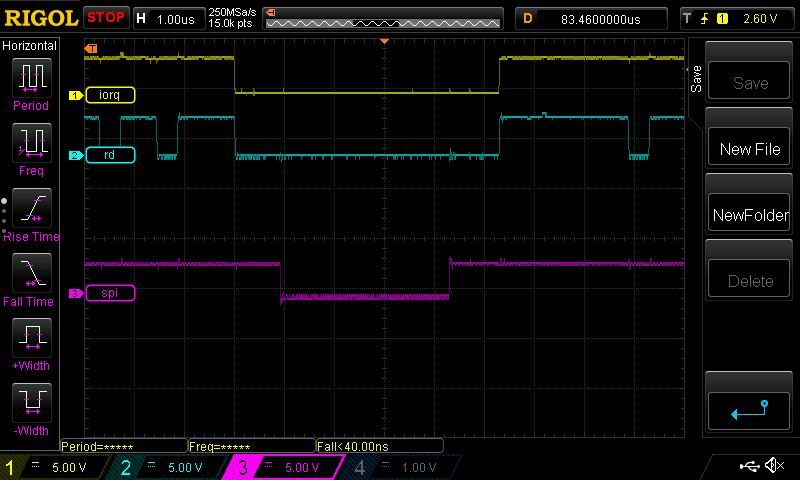 RIGOL STOP H 1.00us 250MSa/s 15.0k pts D 83.4600000us T 1 2.60 V
Horizontal
T
Period
Freq
Rise Time
Fall Time
+Width
-Width
1 iorq
2 rd
3 spl
Save
Save
New File
NewFolder
Delete
Period=***** Freq=***** Fall<40.00ns
1 5.00 V 2 5.00 V 3 5.00 V 4 1.00 V